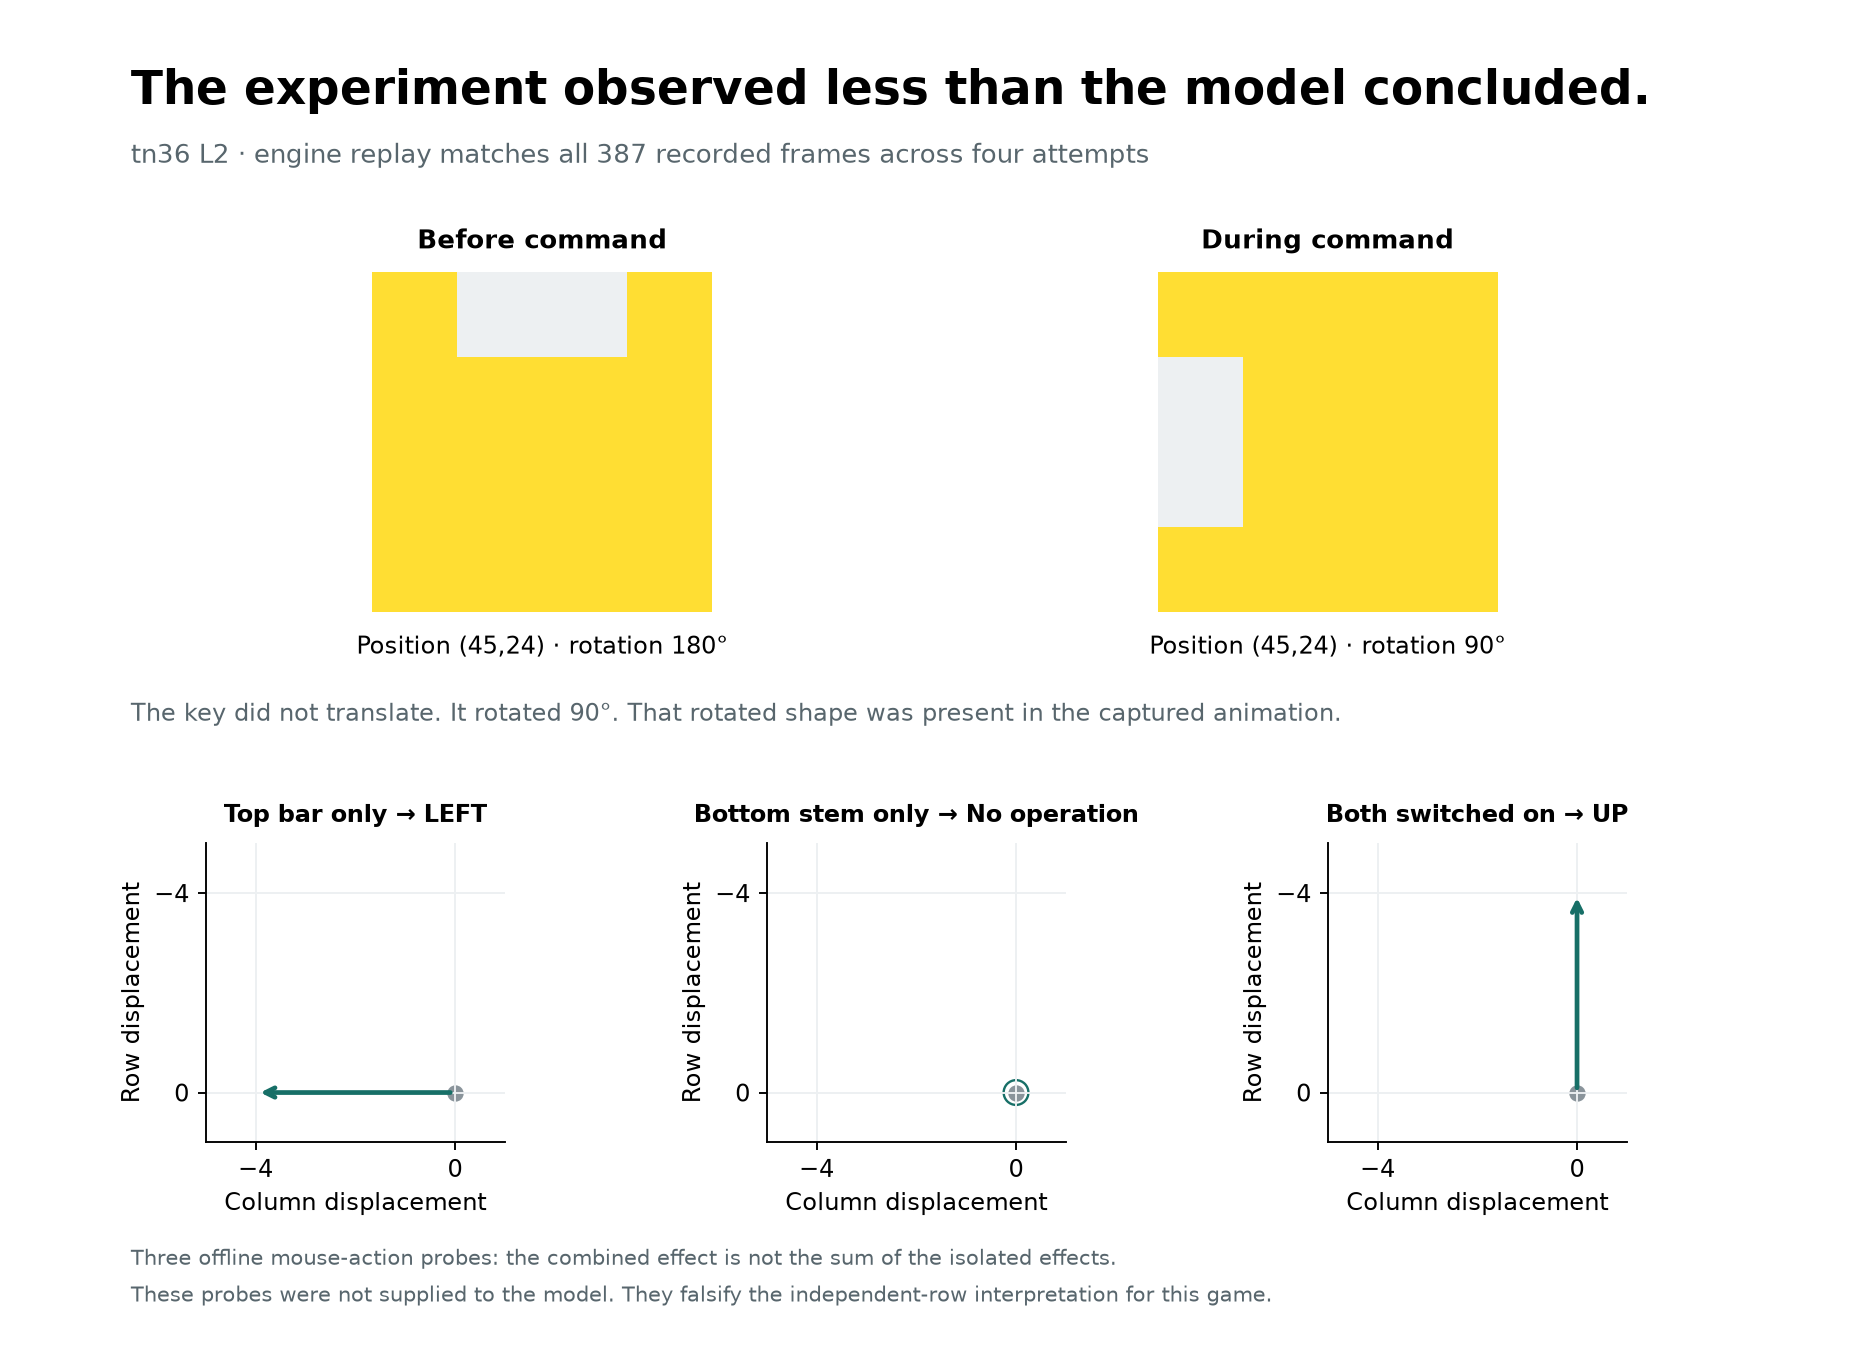 The experiment observed less than the model concluded.
tn36 L2 · engine replay matches all 387 recorded frames across four attempts
Before command
During command
Position (45,24) · rotation 180°
Position (45,24) · rotation 90°
The key did not translate. It rotated 90°. That rotated shape was present in the captured animation.
Top bar only → LEFT
Row displacement
−4
0
−4
0
Column displacement
Bottom stem only → No operation
Row displacement
−4
0
−4
0
Column displacement
Both switched on → UP
Row displacement
−4
0
−4
0
Column displacement
Three offline mouse-action probes: the combined effect is not the sum of the isolated effects.
These probes were not supplied to the model. They falsify the independent-row interpretation for this game.